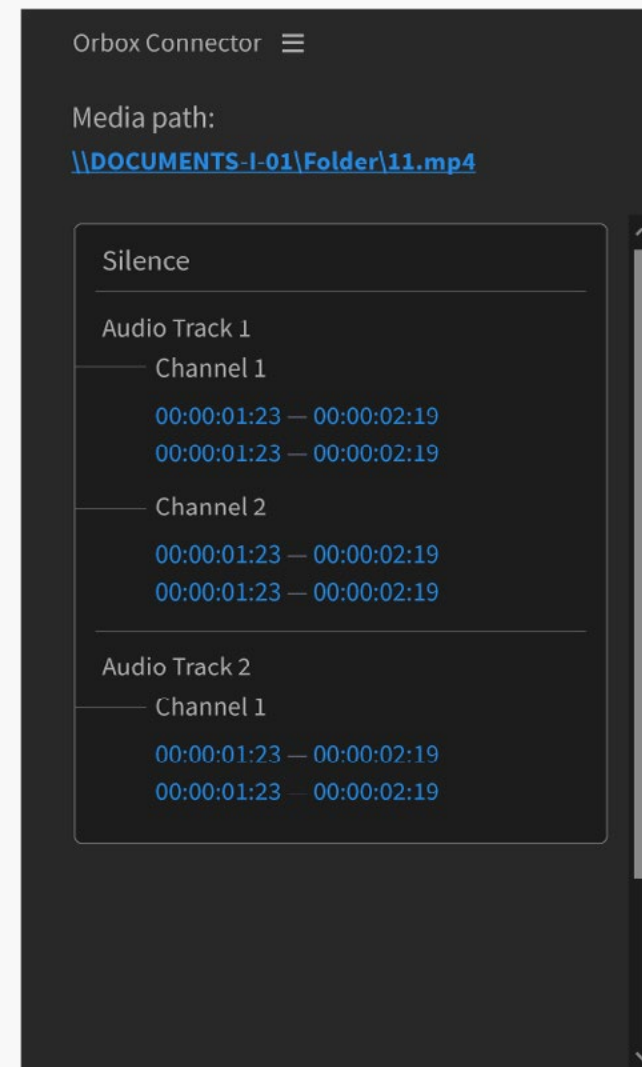 Orbox Connector
Media path:
\\DOCUMENTS-I-01\Folder\11.mp4
Silence
Audio Track 1
Channel 1
00:00:01:23 — 00:00:02:19
00:00:01:23 — 00:00:02:19
Channel 2
00:00:01:23 — 00:00:02:19
00:00:01:23 — 00:00:02:19
Audio Track 2
Channel 1
00:00:01:23 — 00:00:02:19
00:00:01:23 — 00:00:02:19